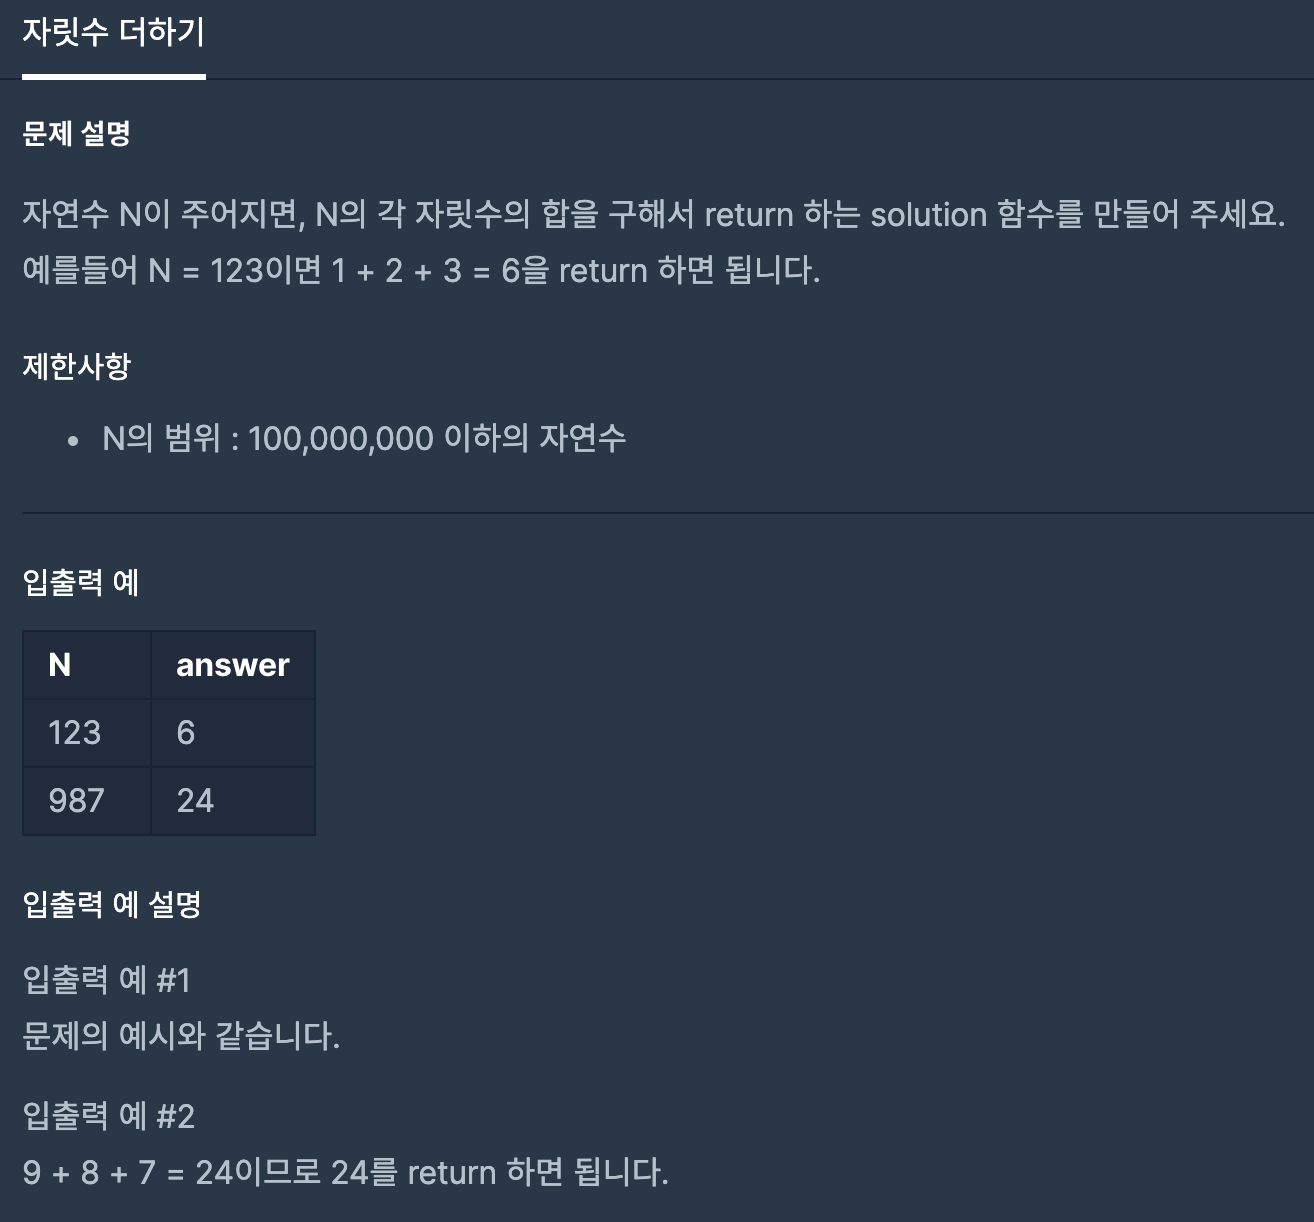 자릿수 더하기
문제 설명
자연수 N이 주어지면, N의 각 자릿수의 합을 구해서 return 하는 solution 함수를 만들어 주세요.
예를들어 N = 123이면 1 + 2 + 3 = 6을 return 하면 됩니다.
제한사항
• N의 범위 : 100,000,000 이하의 자연수
입출력 예
N answer
123 6
987 24
입출력 예 설명
입출력 예 #1
문제의 예시와 같습니다.
입출력 예 #2
9 + 8 + 7 = 24이므로 24를 return 하면 됩니다.